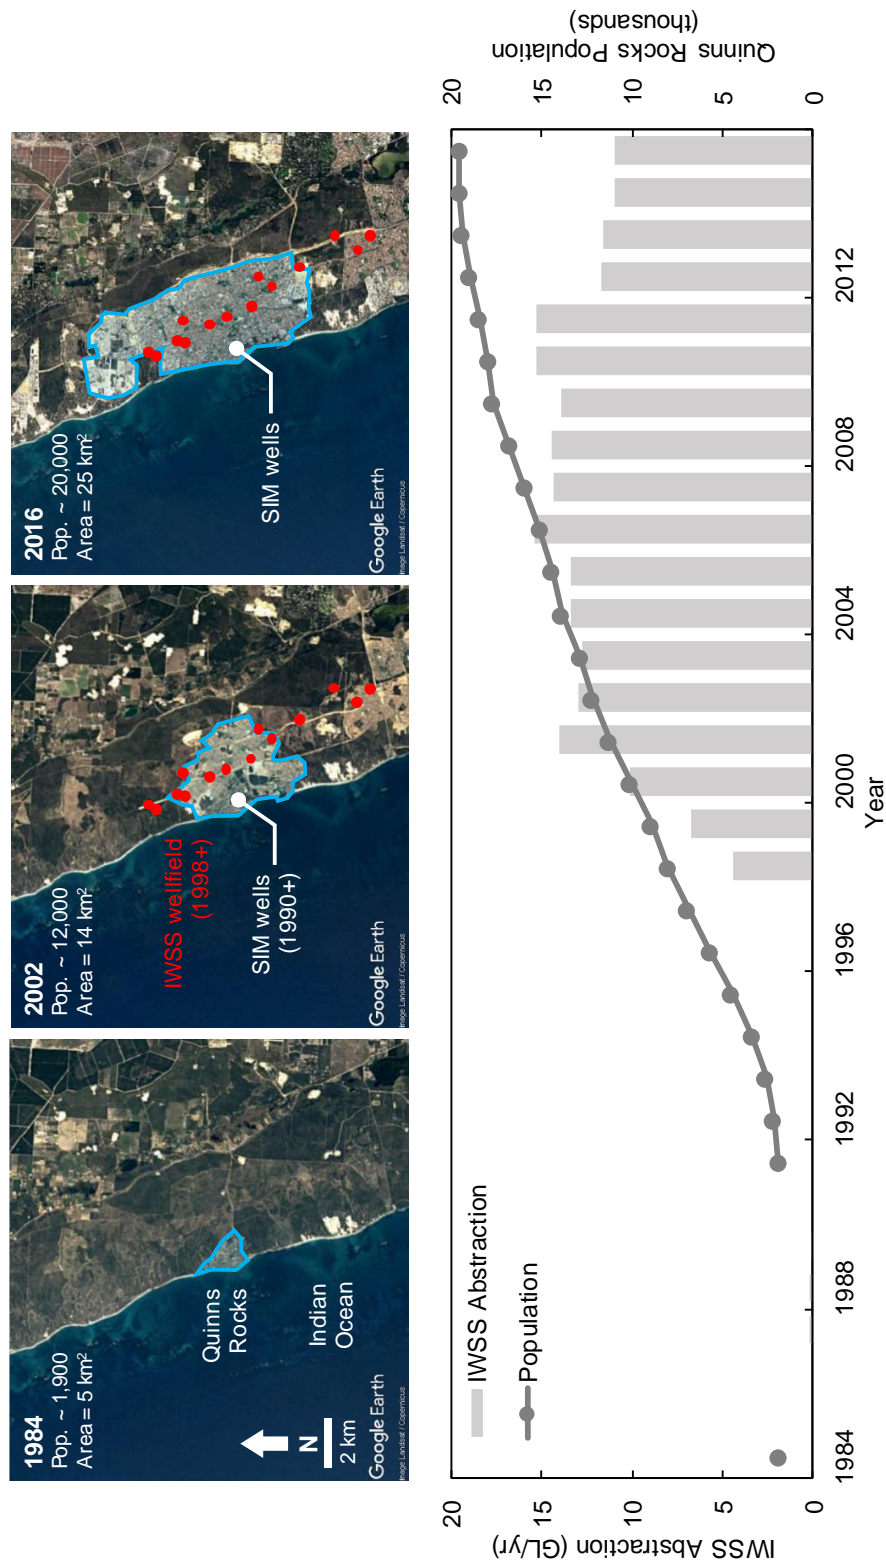 1984
Pop. ~ 1,900
Area = 5 km²
Quinns
Rocks
Indian
Ocean
N
2 km
Google Earth
Image Landsat / Copernicus
2002
Pop. ~ 12,000
Area = 14 km²
IWSS wellfield
(1998+)
SIM wells
(1990+)
Google Earth
Image Landsat / Copernicus
2016
Pop. ~ 20,000
Area = 25 km²
SIM wells
Google Earth
Image Landsat / Copernicus
IWSS Abstraction (GL/yr)
20
15
10
5
0
IWSS Abstraction
Population
1984
1988
1992
1996
2000
2004
2008
2012
Year
20
15
10
5
0
Quinns Rocks Population
(thousands)